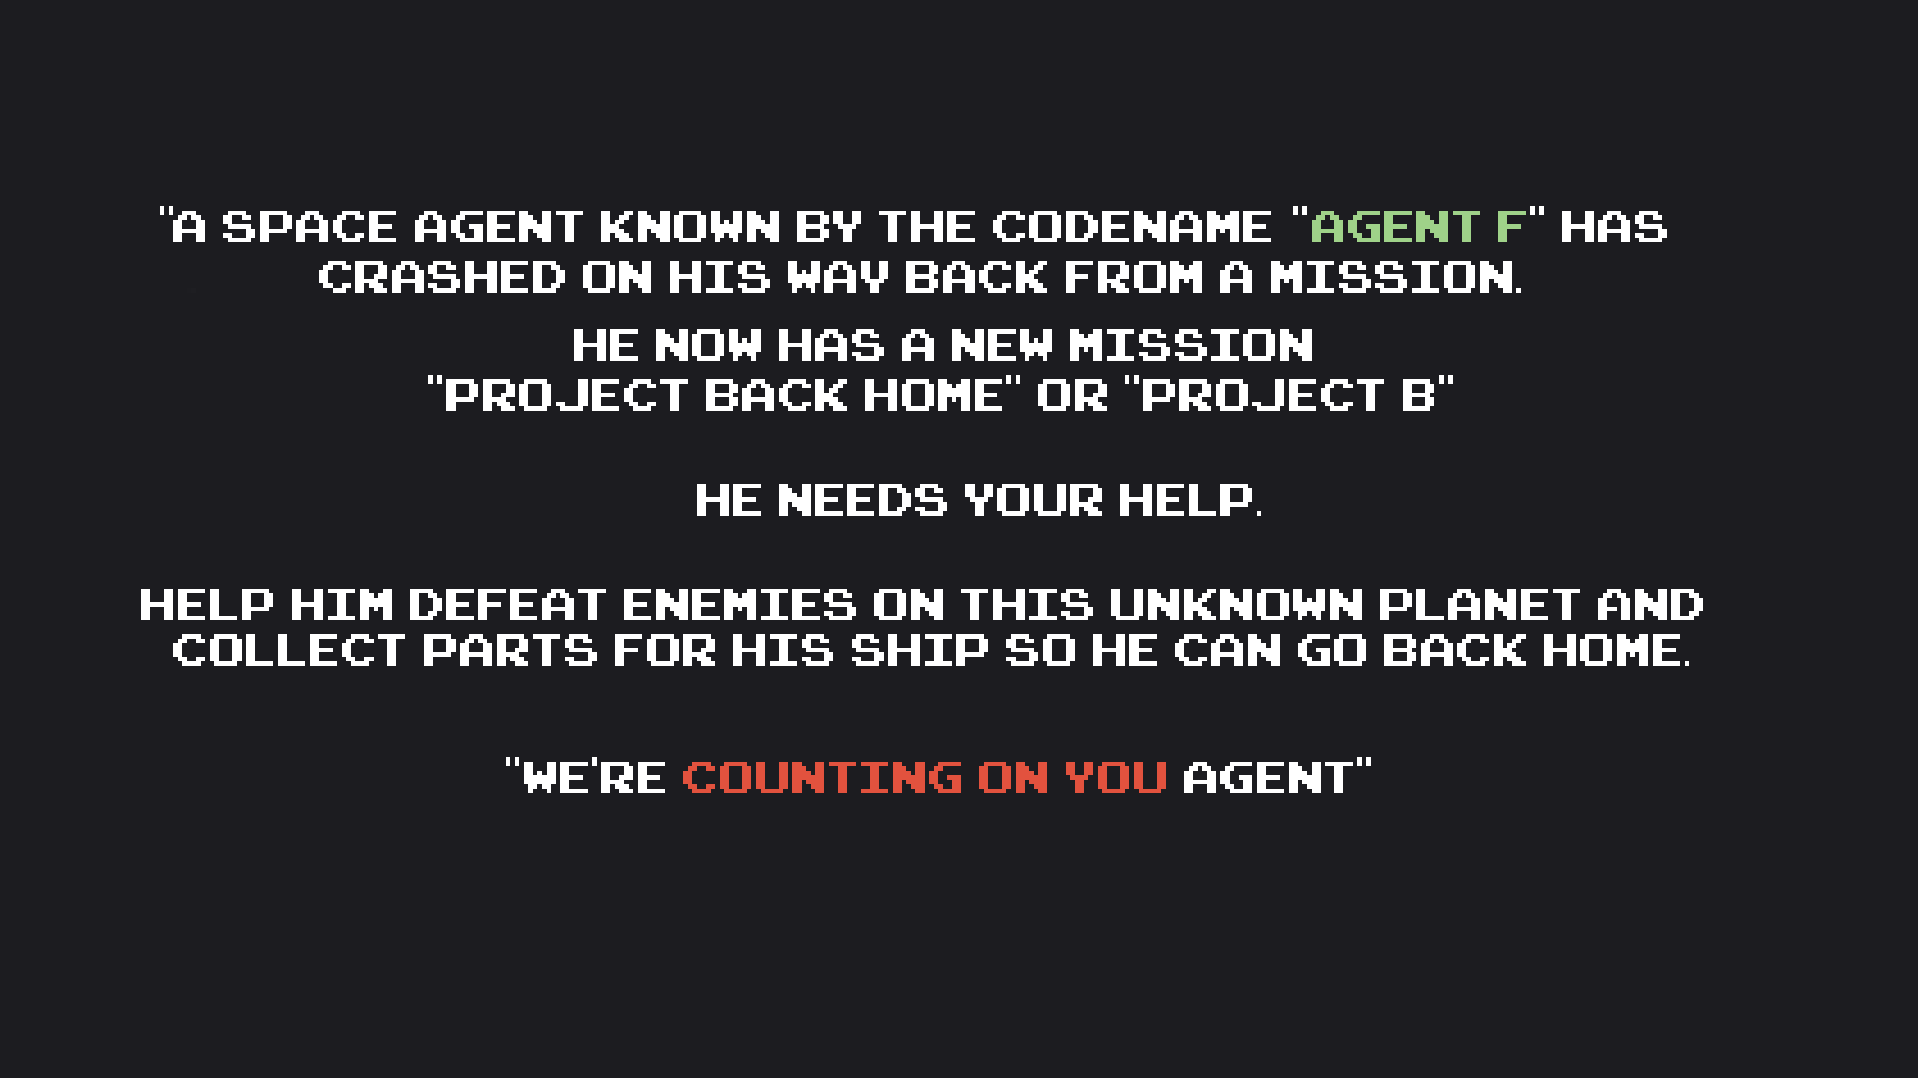 "A SPACE AGENT KNOWN BY THE CODENAME "AGENT F" HAS
CRASHED ON HIS WAY BACK FROM A MISSION.
HE NOW HAS A NEW MISSION
"PROJECT BACK HOME" OR "PROJECT B"
HE NEEDS YOUR HELP.
HELP HIM DEFEAT ENEMIES ON THIS UNKNOWN PLANET AND
COLLECT PARTS FOR HIS SHIP SO HE CAN GO BACK HOME.
"WE'RE COUNTING ON YOU AGENT"